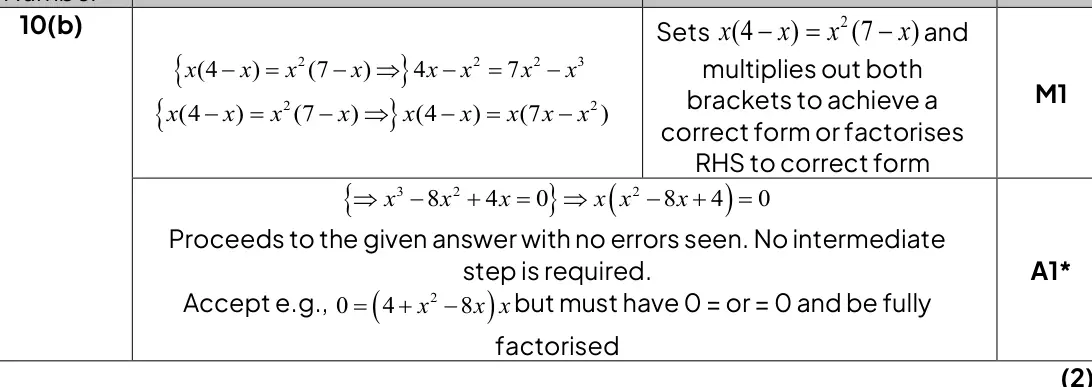 10(b)
{x(4 − x) = x²(7 − x) ⇒} 4x − x² = 7x² − x³
{x(4 − x) = x²(7 − x) ⇒} x(4 − x) = x(7x − x²)
Sets x(4 − x) = x²(7 − x) and
multiplies out both
brackets to achieve a
correct form or factorises
RHS to correct form
M1
{⇒ x³ − 8x² + 4x = 0} ⇒ x(x² − 8x + 4) = 0
Proceeds to the given answer with no errors seen. No intermediate
step is required.
Accept e.g., 0 = (4 + x² − 8x)x but must have 0 = or = 0 and be fully
factorised
A1*
(2)